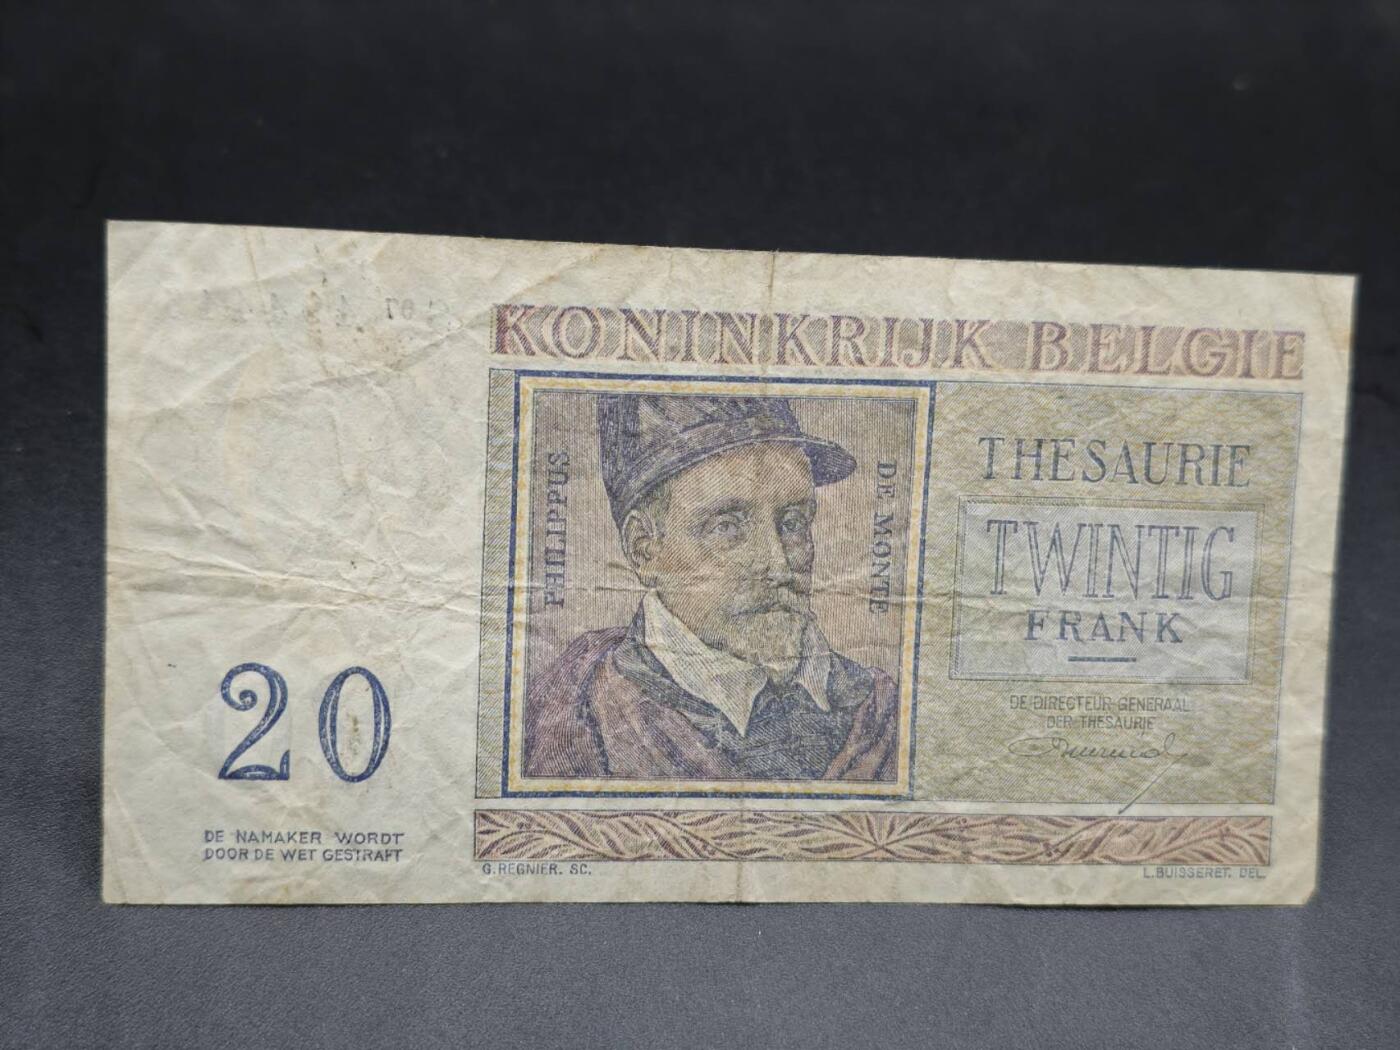 KONINKRIJK BELGIE
PHILIPPUS
DE MONTE
THESAURIE
TWINTIG
FRANK
DE DIRECTEUR-GENERAAL
DER THESAURIE
20
DE NAMAKER WORDT
DOOR DE WET GESTRAFT
G.REGNIER. SC.
L.BUISSERET. DEL.